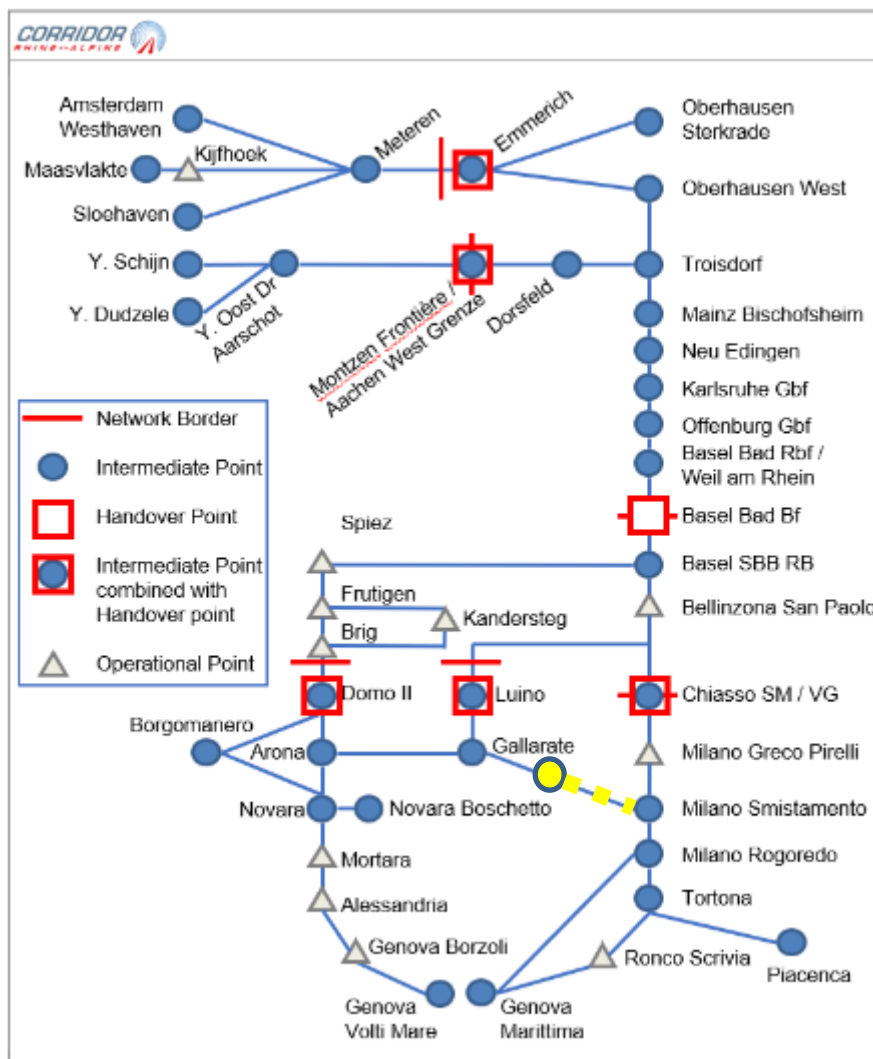 CORRIDOR
RHINE-ALPINE
Amsterdam
Westhaven
Kijfhoek
Maasvlakte
Sloehaven
Meteren
Emmerich
Oberhausen
Sterkrade
Oberhausen West
Y. Schijn
Y. Dudzele
Y. Oost Dr
Aarschot
Montzen Frontière /
Aachen West Grenze
Dorsfeld
Troisdorf
Mainz Bischofsheim
Neu Edingen
Karlsruhe Gbf
Offenburg Gbf
Basel Bad Rbf /
Weil am Rhein
Basel Bad Bf
Basel SBB RB
Bellinzona San Paolo
Network Border
Intermediate Point
Handover Point
Intermediate Point
combined with
Handover point
Operational Point
Spiez
Frutigen
Kandersteg
Brig
Domo II
Luino
Chiasso SM / VG
Borgomanero
Arona
Gallarate
Milano Greco Pirelli
Novara
Novara Boschetto
Milano Smistamento
Mortara
Milano Rogoredo
Alessandria
Tortona
Genova Borzoli
Ronco Scrivia
Piacenca
Genova
Volti Mare
Genova
Marittima